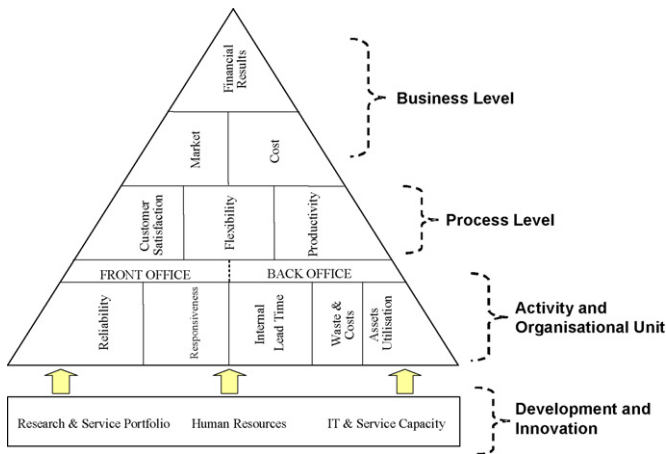 Financial
Results
Business Level
Market
Cost
Customer
Satisfaction
Flexibility
Productivity
Process Level
FRONT OFFICE
BACK OFFICE
Reliability
Responsiveness
Internal
Lead Time
Waste &
Costs
Assets
Utilisation
Activity and
Organisational Unit
Research & Service Portfolio
Human Resources
IT & Service Capacity
Development and
Innovation